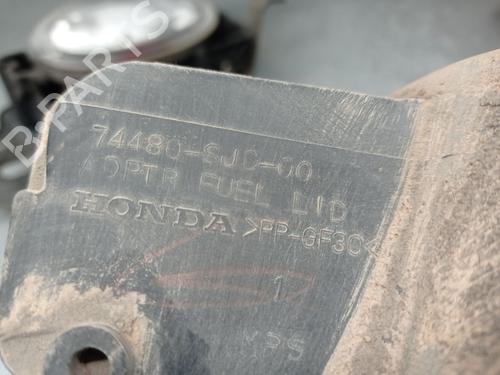 B-PARTS
74480-SJC-00
ADPTR FUEL LID
HONDA >PP-GF30<
1